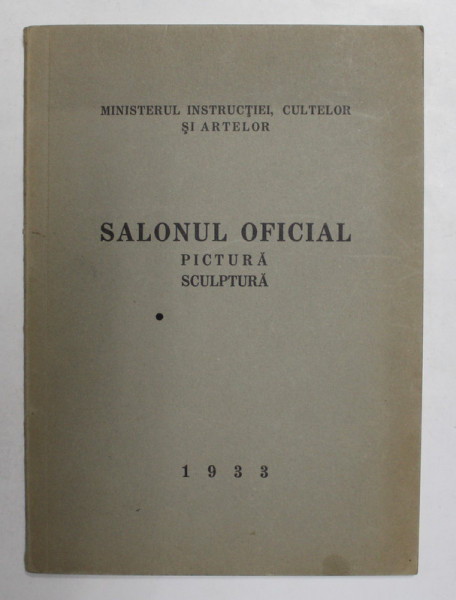 MINISTERUL INSTRUCŢIEI, CULTELOR
ŞI ARTELOR
SALONUL OFICIAL
PICTURĂ
SCULPTURĂ
1933